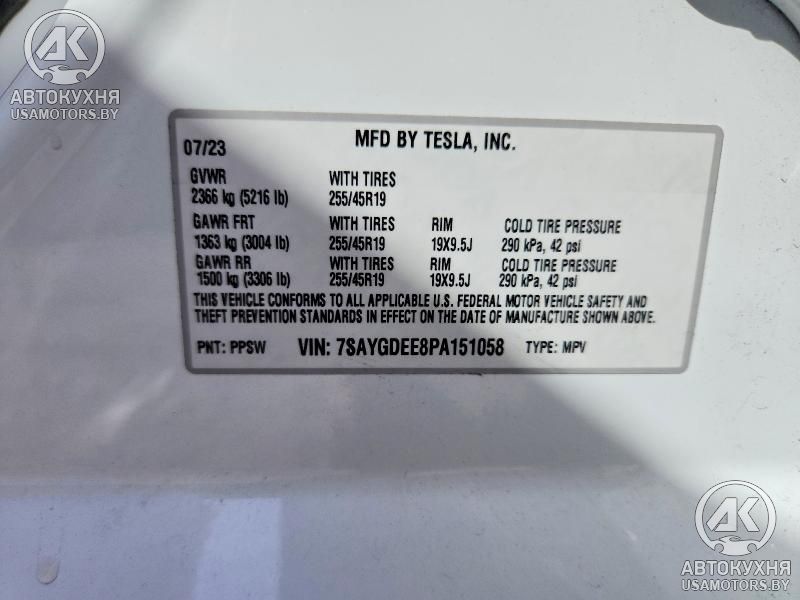 AK
АВТОКУХНЯ
USAMOTORS.BY
07/23 MFD BY TESLA, INC.
GVWR WITH TIRES
2366 kg (5216 lb) 255/45R19
GAWR FRT WITH TIRES RIM COLD TIRE PRESSURE
1363 kg (3004 lb) 255/45R19 19X9.5J 290 kPa, 42 psi
GAWR RR WITH TIRES RIM COLD TIRE PRESSURE
1500 kg (3306 lb) 255/45R19 19X9.5J 290 kPa, 42 psi
THIS VEHICLE CONFORMS TO ALL APPLICABLE U.S. FEDERAL MOTOR VEHICLE SAFETY AND
THEFT PREVENTION STANDARDS IN EFFECT ON THE DATE OF MANUFACTURE SHOWN ABOVE.
PNT: PPSW VIN: 7SAYGDEE8PA151058 TYPE: MPV
AK
АВТОКУХНЯ
USAMOTORS.BY